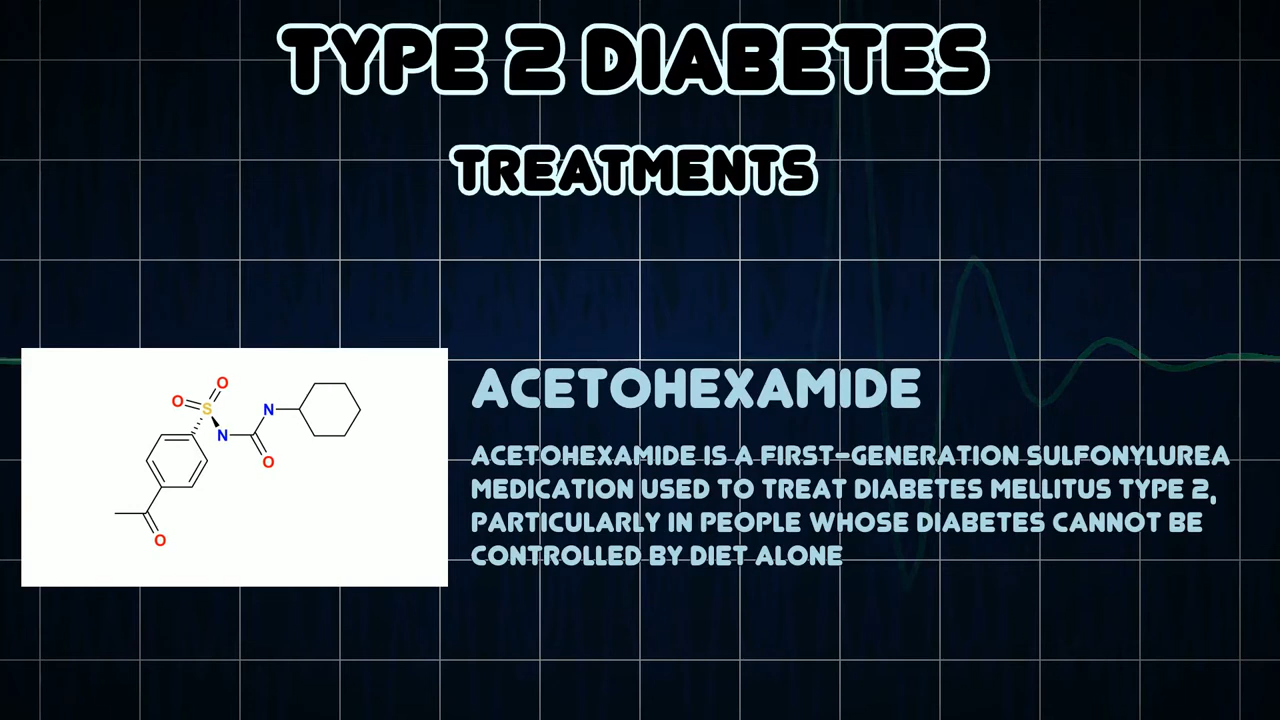 TYPE 2 DIABETES
TREATMENTS
O
O
S
N
N
O
O
ACETOHEXAMIDE
ACETOHEXAMIDE IS A FIRST-GENERATION SULFONYLUREA
MEDICATION USED TO TREAT DIABETES MELLITUS TYPE 2,
PARTICULARLY IN PEOPLE WHOSE DIABETES CANNOT BE
CONTROLLED BY DIET ALONE